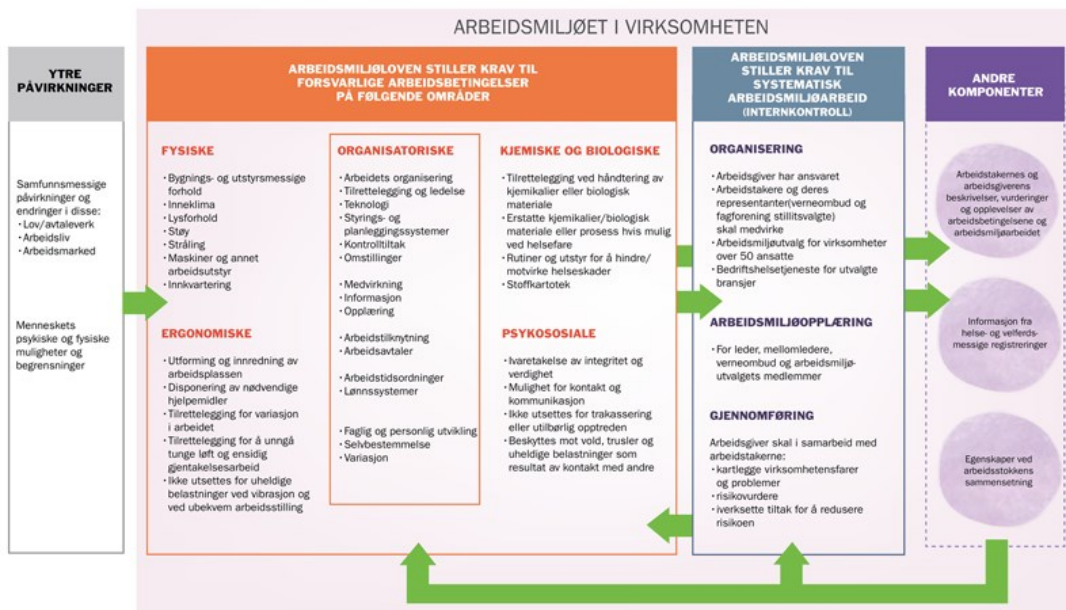 ARBEIDSMILJØET I VIRKSOMHETEN
YTRE
PÅVIRKNINGER
Samfunnsmessige
påvirkninger og
endringer i disse:
• Lov/avtaleverk
• Arbeidsliv
• Arbeidsmarked
Menneskets
psykiske og fysiske
muligheter og
begrensninger
ARBEIDSMILJØLOVEN STILLER KRAV TIL
FORSVARLIGE ARBEIDSBETINGELSER
PÅ FØLGENDE OMRÅDER
FYSISKE
• Bygnings- og utstyrsmessige
forhold
• Inneklima
• Lysforhold
• Støy
• Stråling
• Maskiner og annet
arbeidsutstyr
• Innkvartering
ERGONOMISKE
• Utforming og innredning av
arbeidsplassen
• Disponering av nødvendige
hjelpemidler
• Tilrettelegging for variasjon
i arbeidet
• Tilrettelegging for å unngå
tunge løft og ensidig
gjentakelsesarbeid
• Ikke utsettes for uheldige
belastninger ved vibrasjon og
ved ubekvem arbeidsstilling
ORGANISATORISKE
• Arbeidets organisering
• Tilrettelegging og ledelse
• Teknologi
• Styrings- og
planleggingssystemer
• Kontrolltiltak
• Omstillinger
• Medvirkning
• Informasjon
• Opplæring
• Arbeidstilknytning
• Arbeidsavtaler
• Arbeidstidsordninger
• Lønnssystemer
• Faglig og personlig utvikling
• Selvbestemmelse
• Variasjon
KJEMISKE OG BIOLOGISKE
• Tilrettelegging ved håndtering av
kjemikalier eller biologisk
materiale
• Erstatte kjemikalier/biologisk
materiale eller prosess hvis mulig
ved helsefare
• Rutiner og utstyr for å hindre/
motvirke helseskader
• Stoffkartotek
PSYKOSOSIALE
• Ivaretakelse av integritet og
verdighet
• Mulighet for kontakt og
kommunikasjon
• Ikke utsettes for trakassering
eller utilbørlig opptreden
• Beskyttes mot vold, trusler og
uheldige belastninger som
resultat av kontakt med andre
ARBEIDSMILJØLOVEN
STILLER KRAV TIL
SYSTEMATISK
ARBEIDSMILJØARBEID
(INTERNKONTROLL)
ORGANISERING
• Arbeidsgiver har ansvaret
• Arbeidstakere og deres
representanter(verneombud og
fagforening stillitsvalgte)
skal medvirke
• Arbeidsmiljøutvalg for virksomheter
over 50 ansatte
• Bedriftshelsetjeneste for utvalgte
bransjer
ARBEIDSMILJØOPPLÆRING
• For leder, mellomledere,
verneombud og arbeidsmiljø-
utvalgets medlemmer
GJENNOMFØRING
Arbeidsgiver skal i samarbeid med
arbeidstakerne:
• kartlegge virksomhetensfarer
og problemer
• risikovurdere
• iverksette tiltak for å redusere
risikoen
ANDRE
KOMPONENTER
Arbeidstakernes og
arbeidsgiverens
beskrivelser, vurderinger
og opplevelser av
arbeidsbetingelsene og
arbeidsmiljøarbeidet
Informasjon fra
helse- og velferds-
messige registreringer
Egenskaper ved
arbeidsstokkens
sammensetning